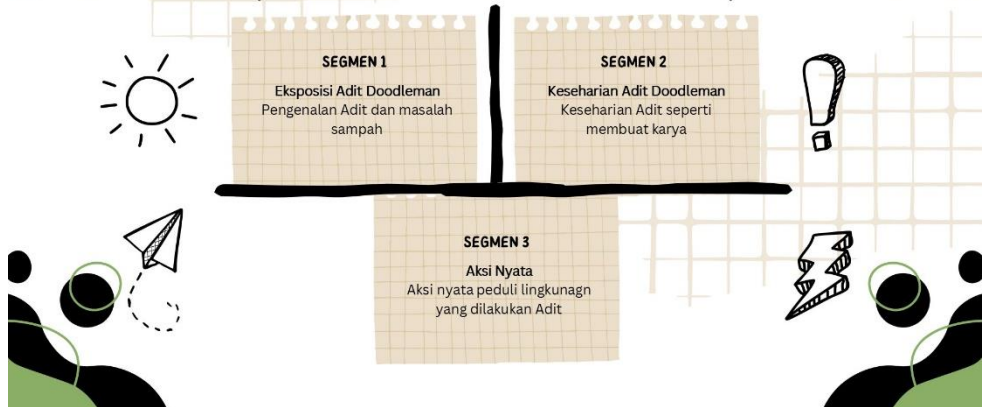 SEGMEN 1
Eksposisi Adit Doodleman
Pengenalan Adit dan masalah
sampah
SEGMEN 2
Keseharian Adit Doodleman
Keseharian Adit seperti
membuat karya
SEGMEN 3
Aksi Nyata
Aksi nyata peduli lingkunagn
yang dilakukan Adit